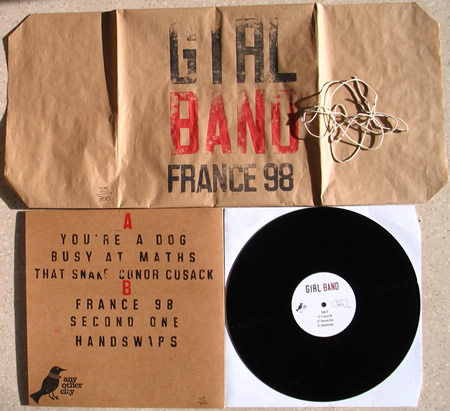 GIRL
BAND
FRANCE 98
A
YOU'RE A DOG
BUSY AT MATHS
THAT SNAKE CONOR CUSACK
B
FRANCE 98
SECOND ONE
HANDSWIPS
any
other
city
GIRL BAND